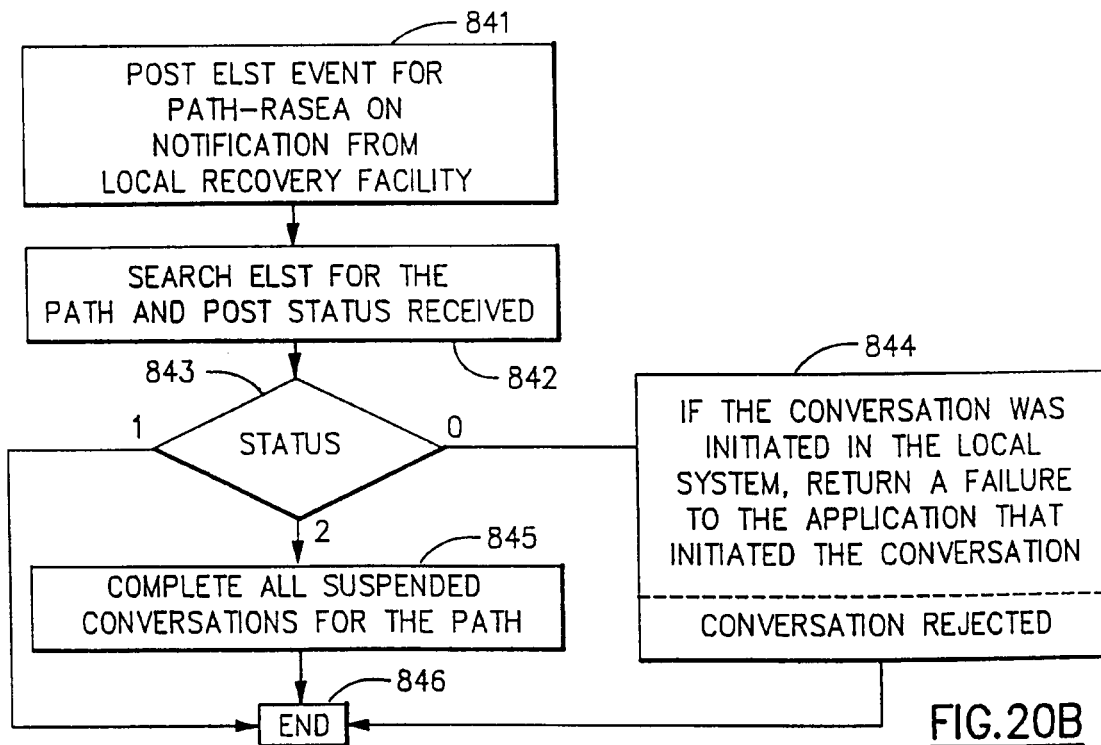 841
POST ELST EVENT FOR
PATH-RASEA ON
NOTIFICATION FROM
LOCAL RECOVERY FACILITY
SEARCH ELST FOR THE
PATH AND POST STATUS RECEIVED
842
843
1
STATUS
0
2
844
IF THE CONVERSATION WAS
INITIATED IN THE LOCAL
SYSTEM, RETURN A FAILURE
TO THE APPLICATION THAT
INITIATED THE CONVERSATION
CONVERSATION REJECTED
845
COMPLETE ALL SUSPENDED
CONVERSATIONS FOR THE PATH
846
END
FIG.20B